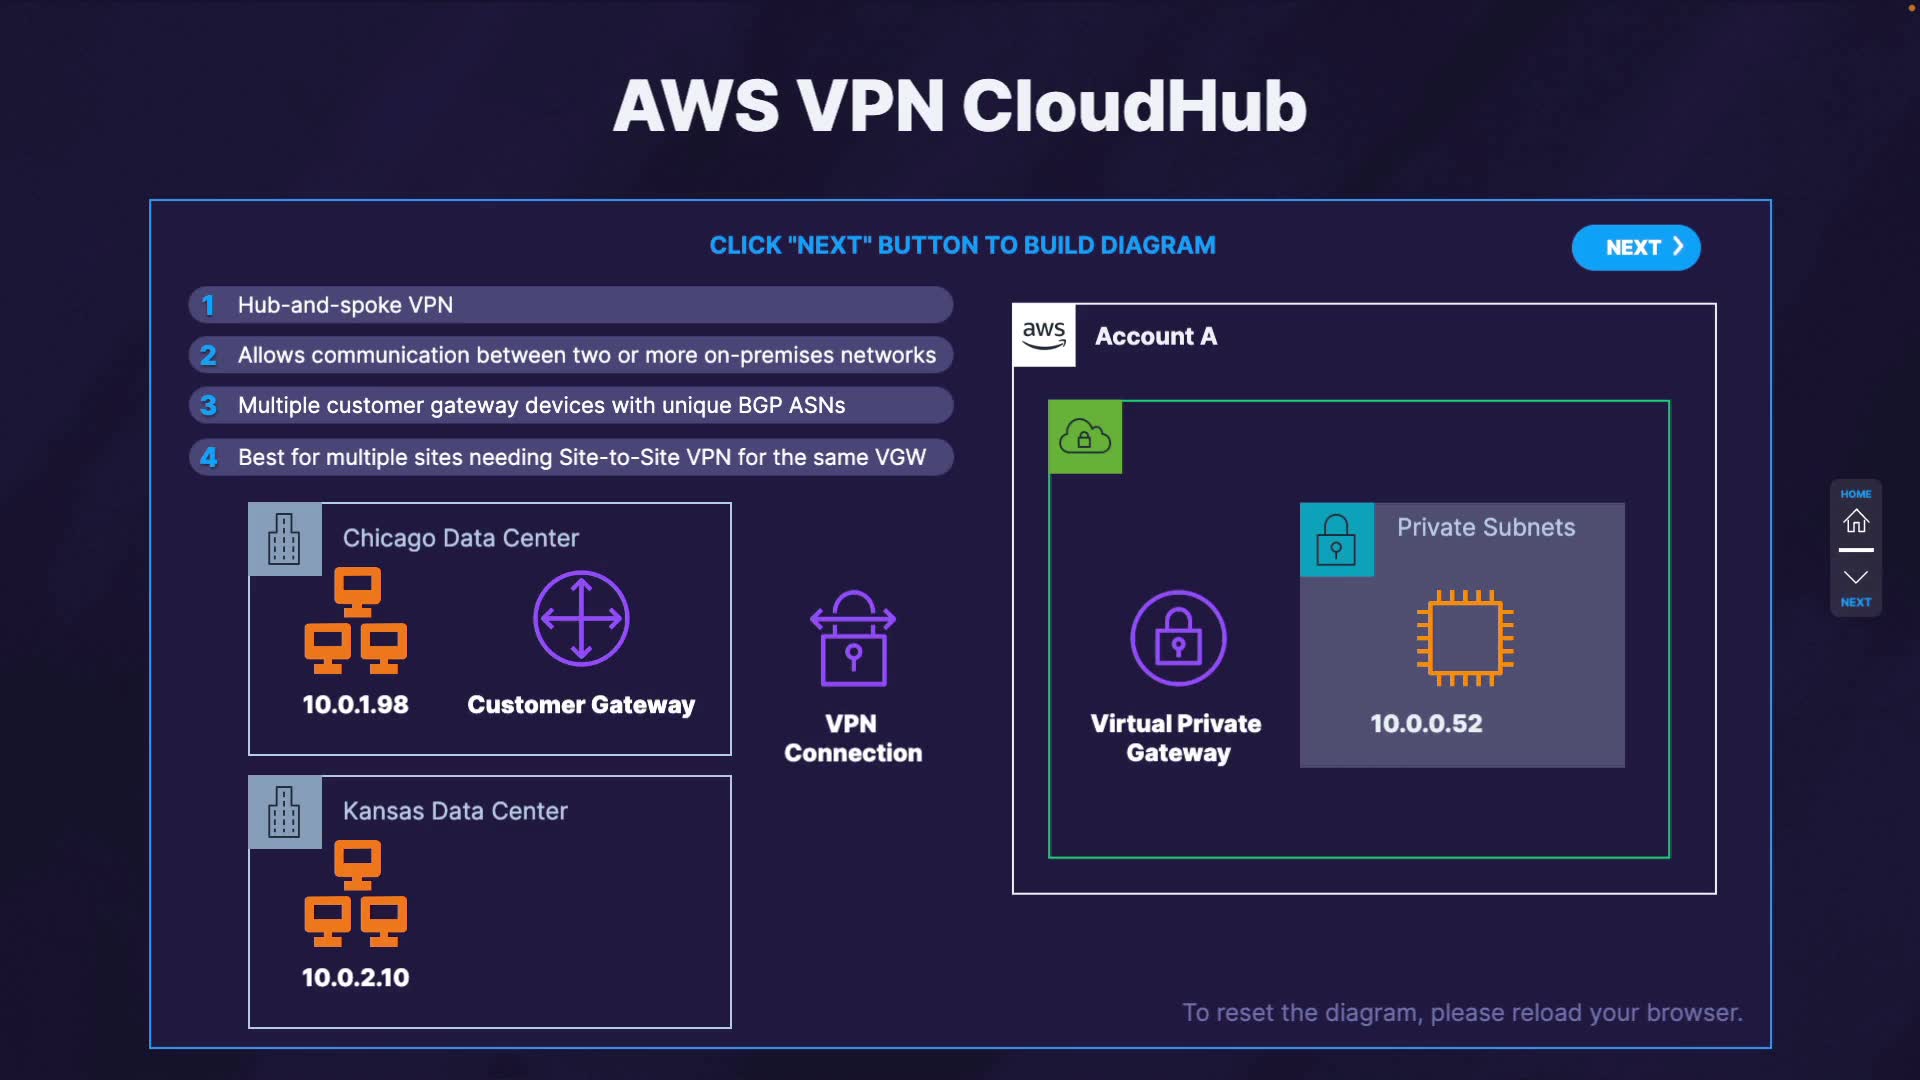 AWS VPN CloudHub
CLICK "NEXT" BUTTON TO BUILD DIAGRAM
NEXT
1 Hub-and-spoke VPN
2 Allows communication between two or more on-premises networks
3 Multiple customer gateway devices with unique BGP ASNs
4 Best for multiple sites needing Site-to-Site VPN for the same VGW
aws
Account A
Chicago Data Center
10.0.1.98
Customer Gateway
VPN
Connection
Virtual Private
Gateway
Private Subnets
10.0.0.52
Kansas Data Center
10.0.2.10
To reset the diagram, please reload your browser.
HOME
NEXT